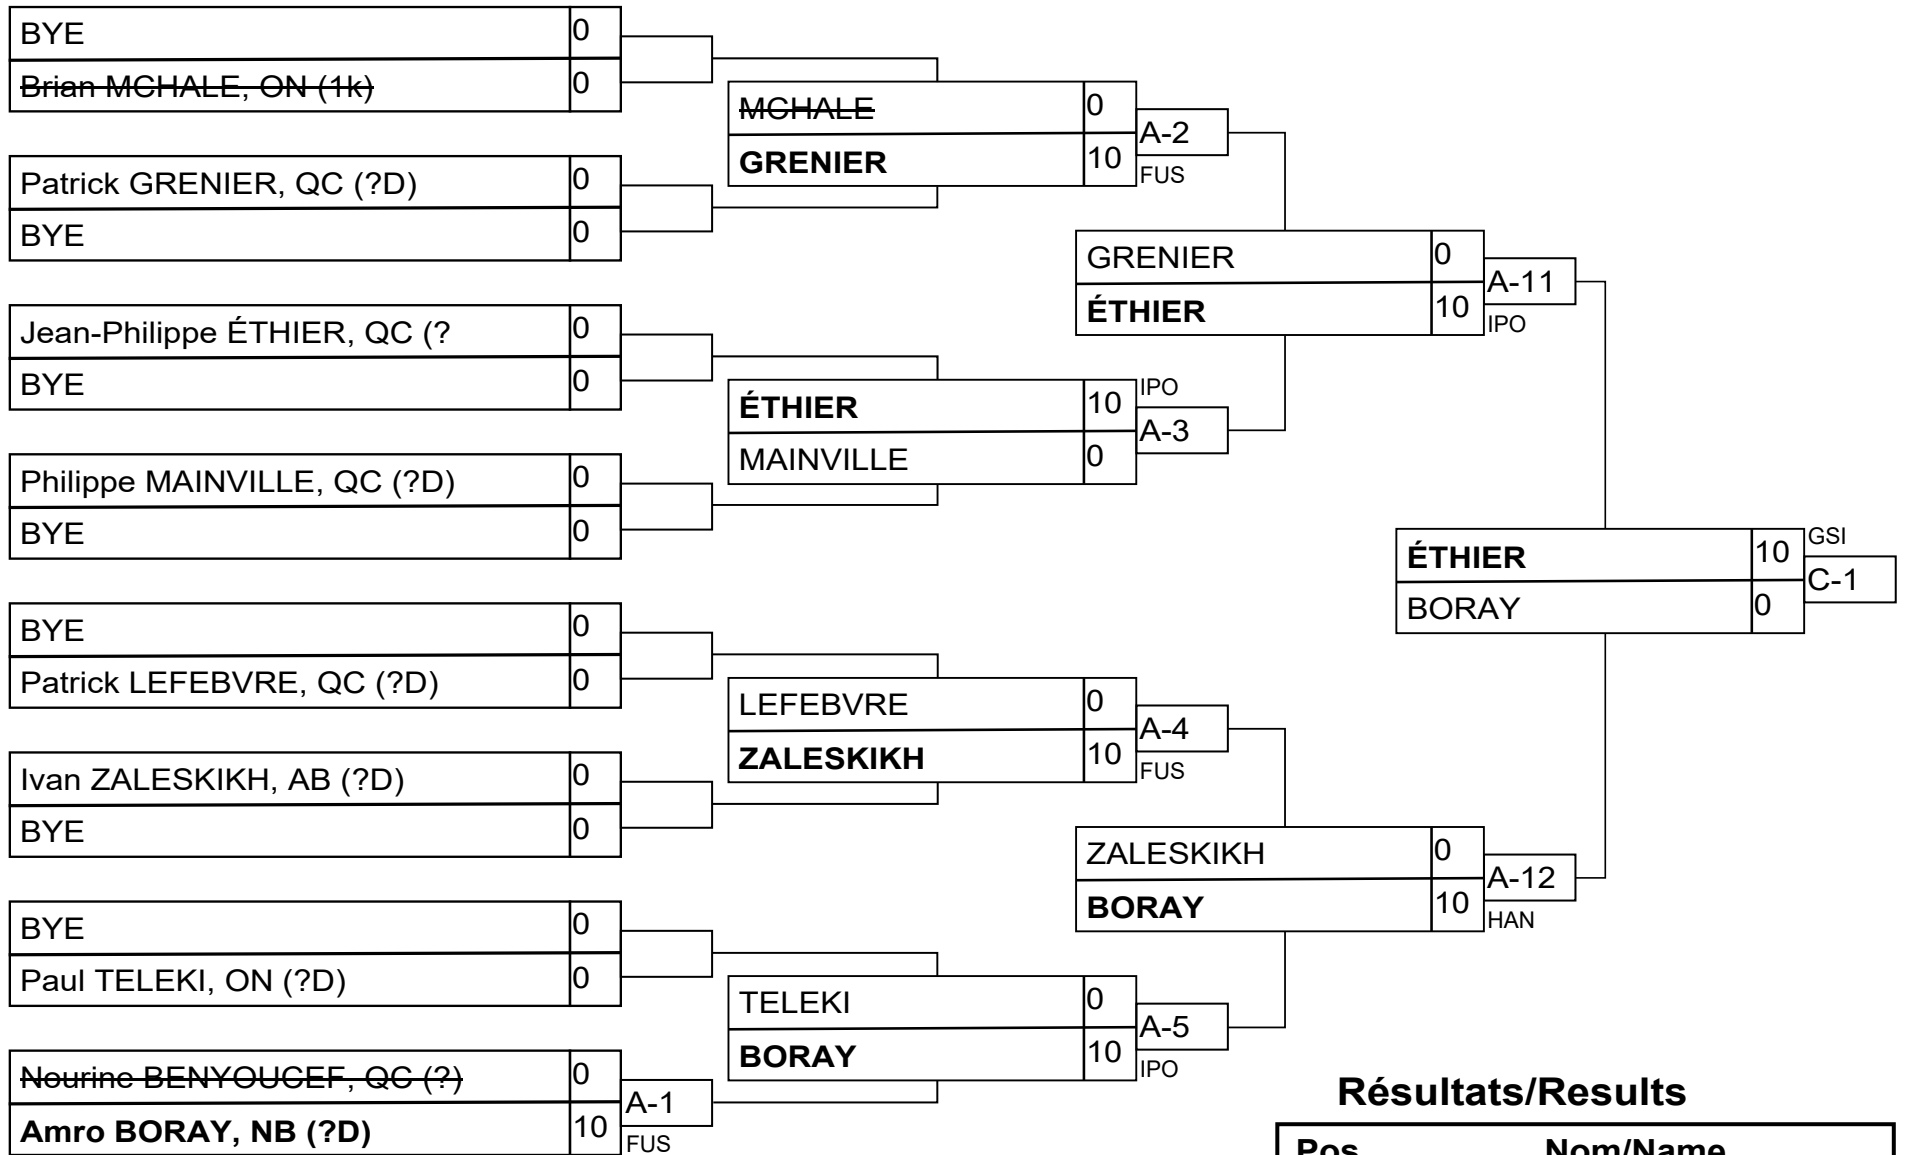 BYE 0
Brian MCHALE, ON (1k) 0
Patrick GRENIER, QC (?D) 0
BYE 0
Jean-Philippe ÉTHIER, QC (? 0
BYE 0
Philippe MAINVILLE, QC (?D) 0
BYE 0
BYE 0
Patrick LEFEBVRE, QC (?D) 0
Ivan ZALESKIKH, AB (?D) 0
BYE 0
BYE 0
Paul TELEKI, ON (?D) 0
Nourine BENYOUCEF, QC (?) 0
Amro BORAY, NB (?D) 10
A-1
FUS
MCHALE 0
GRENIER 10
A-2
FUS
IPO
ÉTHIER 10
MAINVILLE 0
A-3
LEFEBVRE 0
ZALESKIKH 10
A-4
FUS
TELEKI 0
BORAY 10
A-5
IPO
GRENIER 0
ÉTHIER 10
A-11
IPO
ZALESKIKH 0
BORAY 10
A-12
HAN
GSI
ÉTHIER 10
BORAY 0
C-1
Résultats/Results
Pos Nom/Name